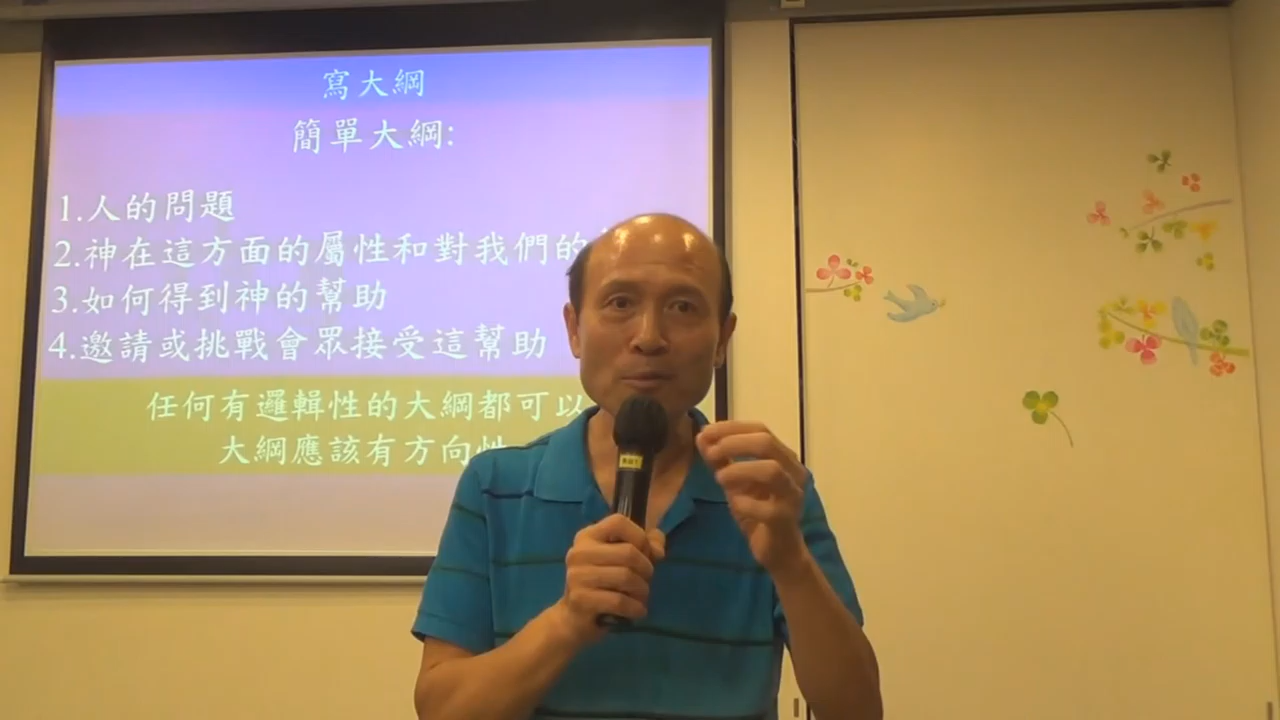 寫大綱
簡單大綱:
1.人的問題
2.神在這方面的屬性和對我們的
3.如何得到神的幫助
4.邀請或挑戰會眾接受這幫助
任何有邏輯性的大綱都可以
大綱應該有方向性